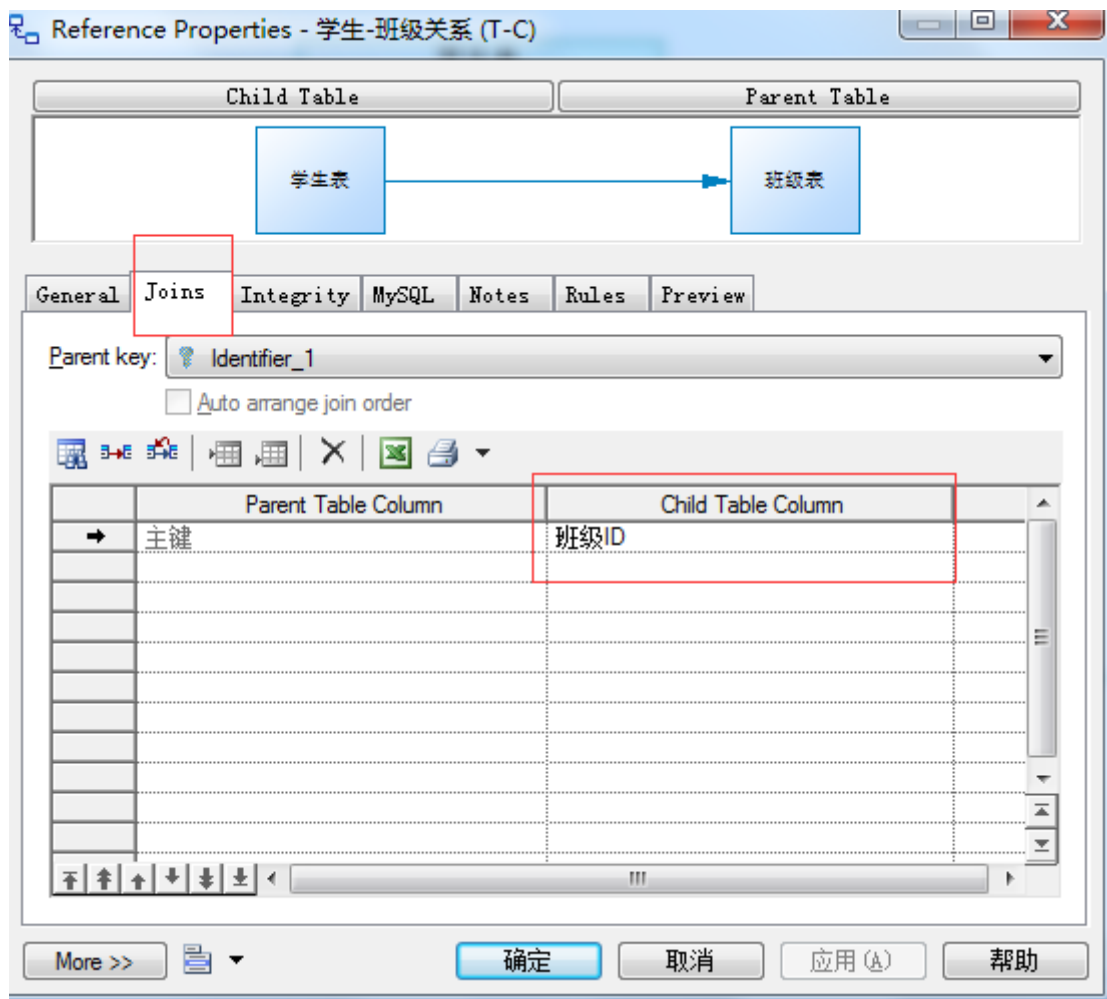 Reference Properties - 学生-班级关系 (T-C)
Child Table Parent Table
学生表 班级表
General Joins Integrity MySQL Notes Rules Preview
Parent key: Identifier_1
Auto arrange join order
Parent Table Column Child Table Column
主键 班级ID
More >> 确定 取消 应用(A) 帮助